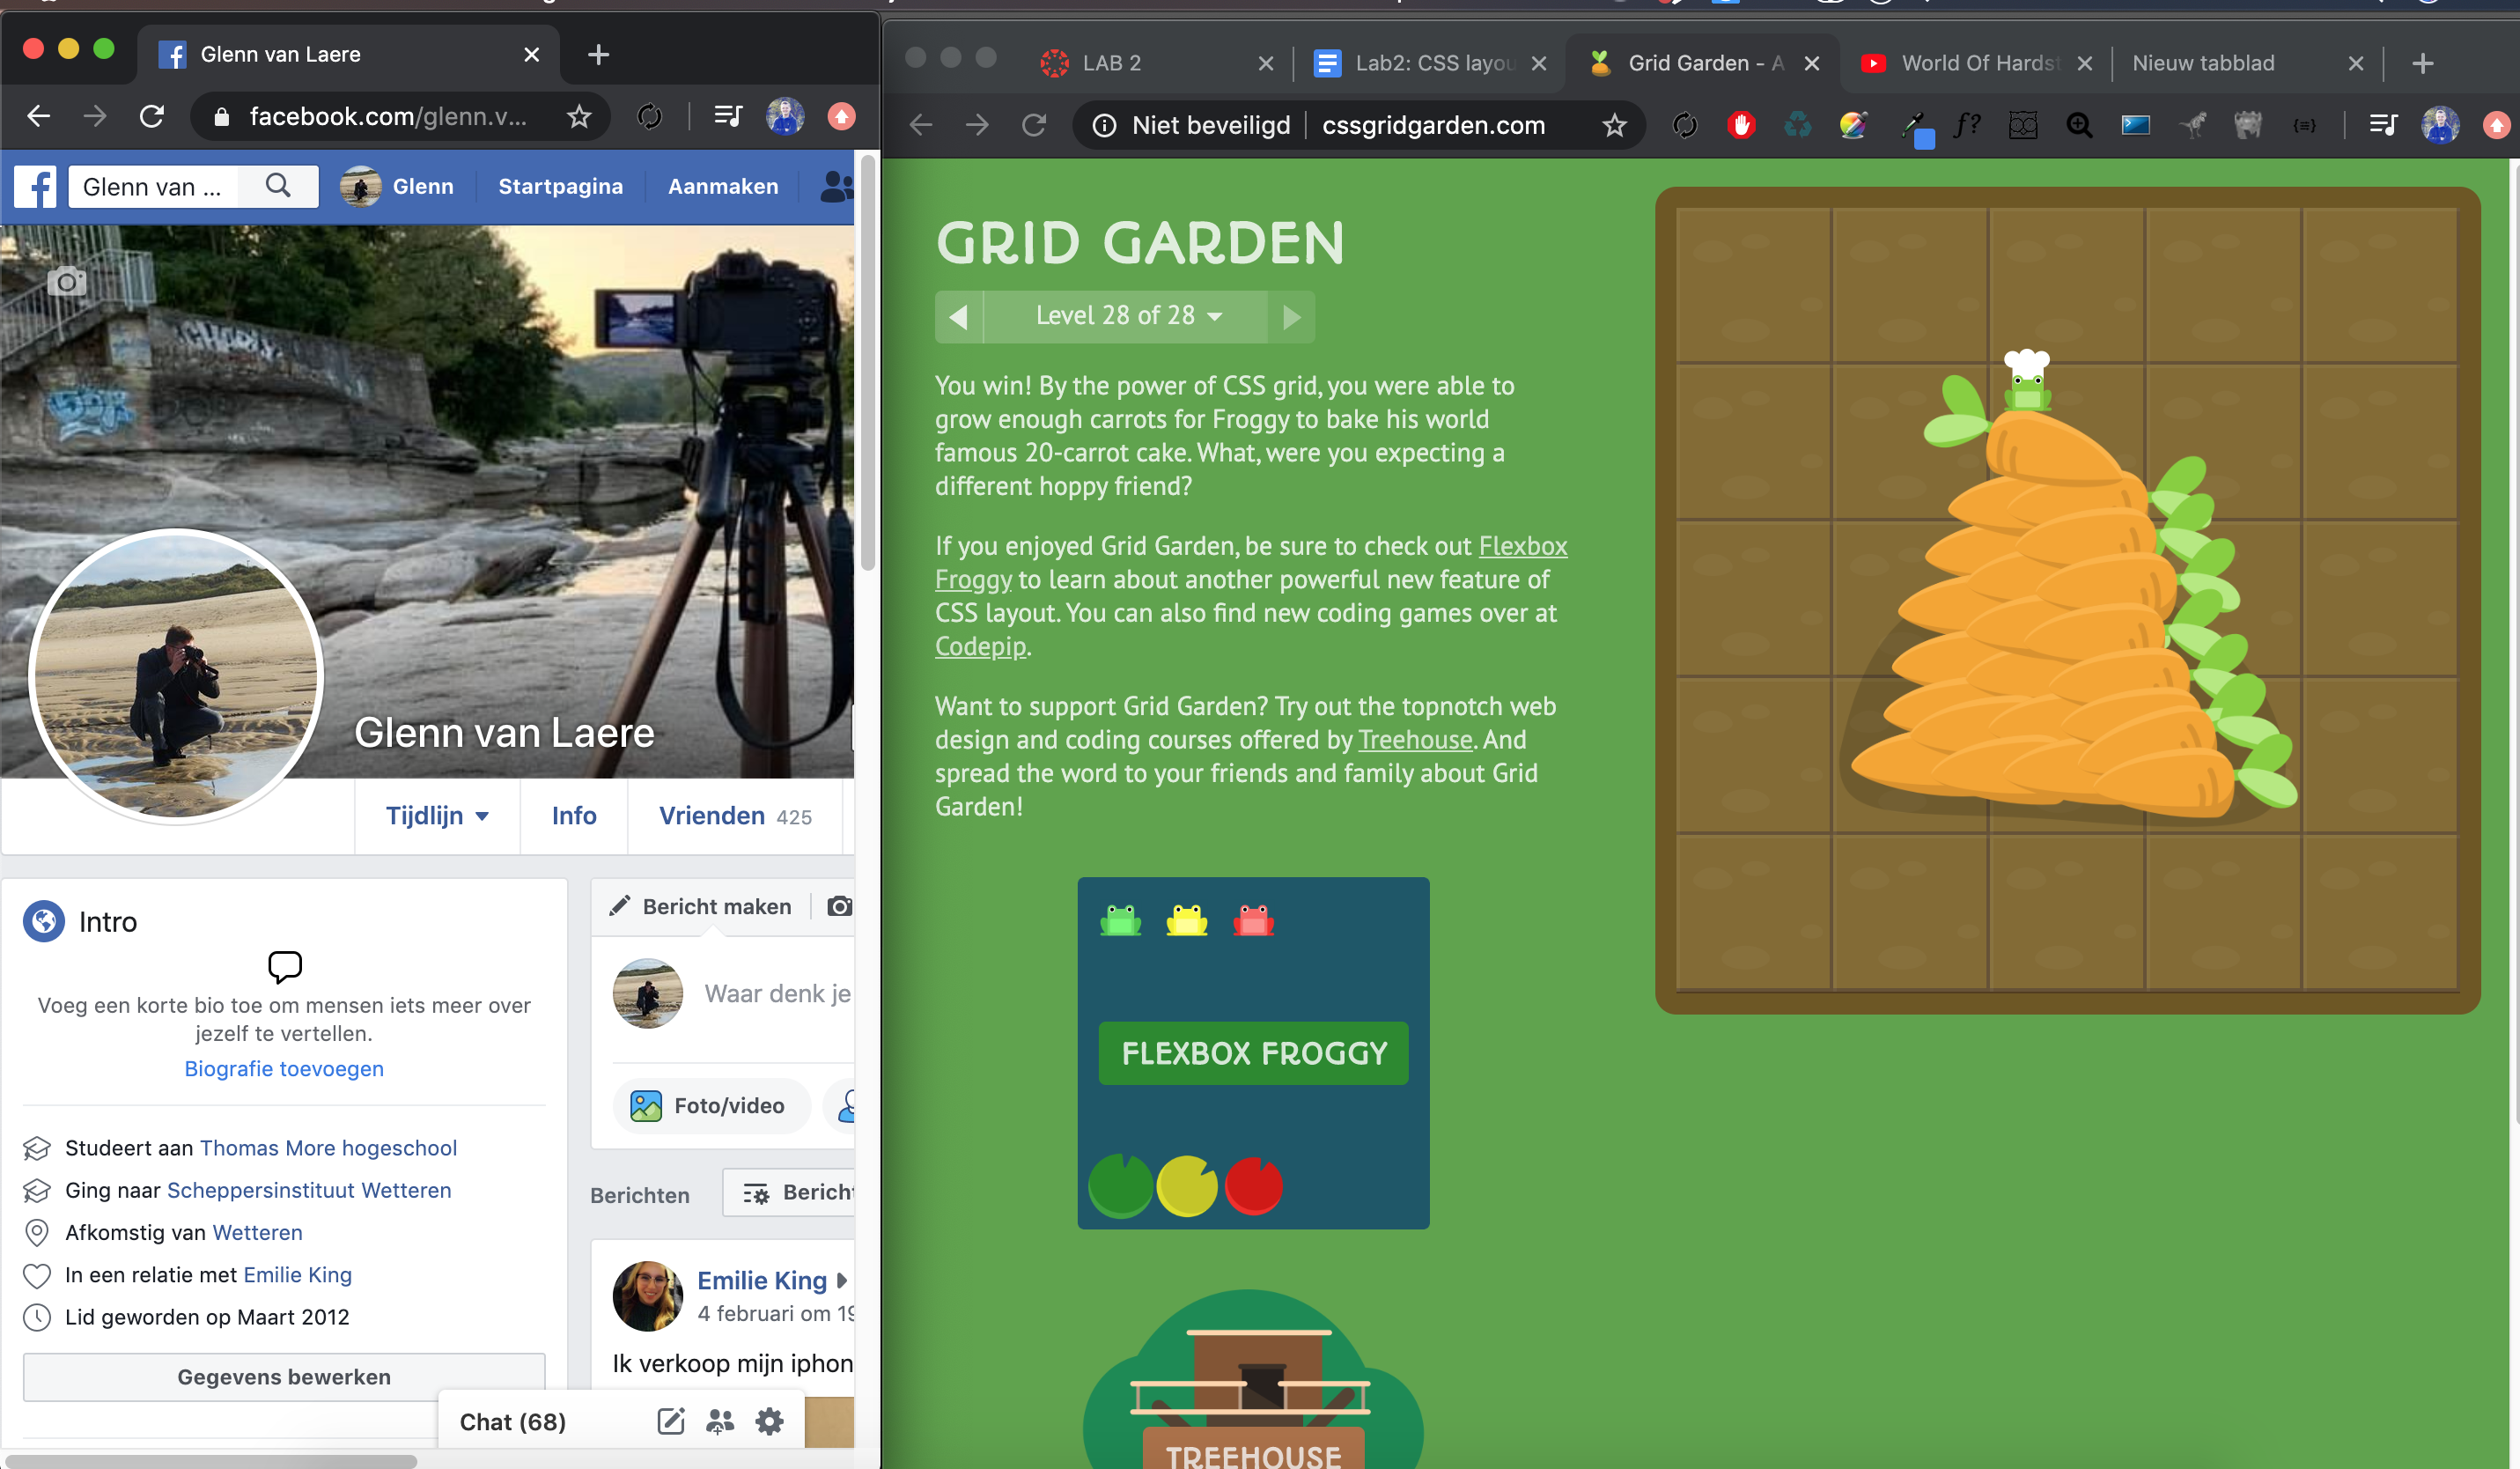 Glenn van Laere
facebook.com/glenn.v...
Glenn van ...
Glenn
Startpagina
Aanmaken
Glenn van Laere
Tijdlijn
Info
Vrienden 425
Intro
Voeg een korte bio toe om mensen iets meer over
jezelf te vertellen.
Biografie toevoegen
Studeert aan Thomas More hogeschool
Ging naar Scheppersinstituut Wetteren
Afkomstig van Wetteren
In een relatie met Emilie King
Lid geworden op Maart 2012
Gegevens bewerken
Bericht maken
Waar denk je
Foto/video
Berichten
Bericht
Emilie King
4 februari om 19
Ik verkoop mijn iphon
Chat (68)
LAB 2
Lab2: CSS layou
Grid Garden - A
World Of Hardst
Nieuw tabblad
Niet beveiligd
cssgridgarden.com
f?
GRID GARDEN
Level 28 of 28
You win! By the power of CSS grid, you were able to
grow enough carrots for Froggy to bake his world
famous 20-carrot cake. What, were you expecting a
different hoppy friend?
If you enjoyed Grid Garden, be sure to check out Flexbox
Froggy to learn about another powerful new feature of
CSS layout. You can also find new coding games over at
Codepip.
Want to support Grid Garden? Try out the topnotch web
design and coding courses offered by Treehouse. And
spread the word to your friends and family about Grid
Garden!
FLEXBOX FROGGY
TREEHOUSE